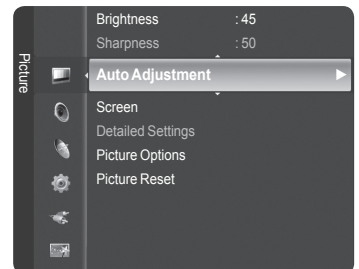 Picture
Brightness : 45
Sharpness : 50
Auto Adjustment
Screen
Detailed Settings
Picture Options
Picture Reset